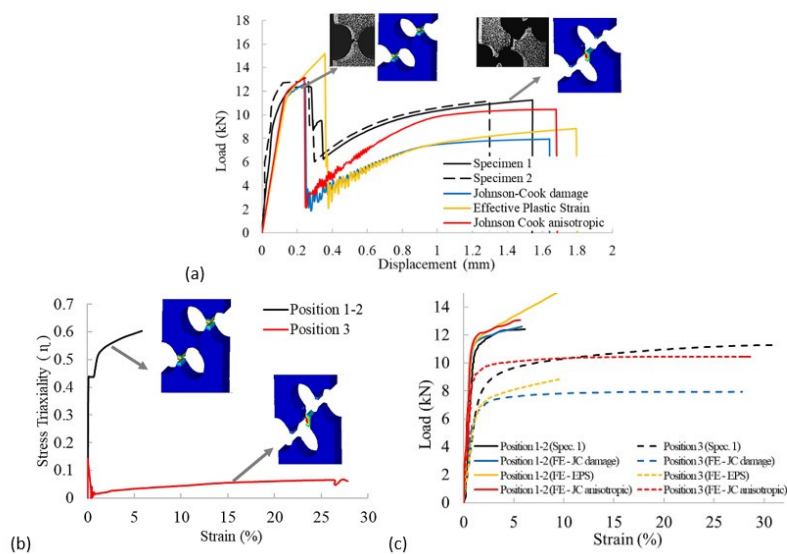 18
16
14
12
10
8
6
4
2
0
Load (kN)
0 0.2 0.4 0.6 0.8 1 1.2 1.4 1.6 1.8 2
Displacement (mm)
Specimen 1
Specimen 2
Johnson-Cook damage
Effective Plastic Strain
Johnson Cook anisotropic
(a)
0.7
0.6
0.5
0.4
0.3
0.2
0.1
0
Stress Triaxiality (η)
0 5 10 15 20 25 30
Strain (%)
Position 1-2
Position 3
(b)
14
13
12
11
10
9
8
7
6
5
4
3
2
1
0
Load (kN)
Position 1-2 (Spec. 1) Position 3 (Spec. 1)
Position 1-2 (FE - JC damage) Position 3 (FE - JC damage)
Position 1-2 (FE - EPS) Position 3 (FE - EPS)
Position 1-2 (FE - JC anisotropic) Position 3 (FE - JC anisotropic)
0 5 10 15 20 25 30
Strain (%)
(c)